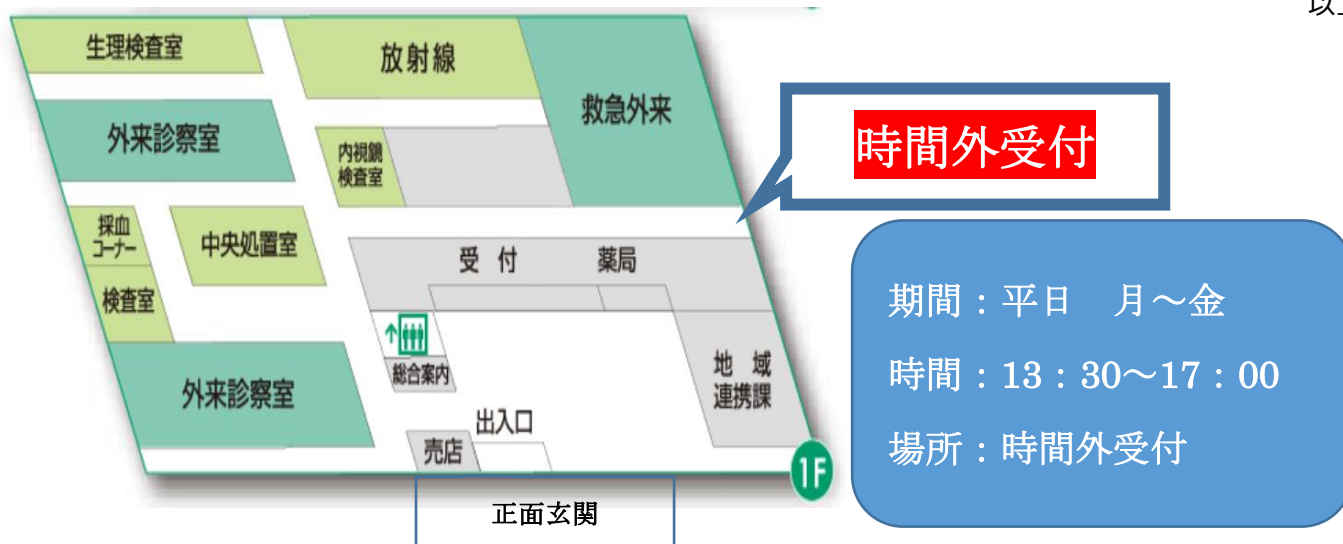 以上
生理検査室
放射線
救急外来
外来診察室
内視鏡
検査室
時間外受付
採血
コーナー
中央処置室
受 付
薬局
検査室
総合案内
地 域
連携課
外来診察室
出入口
売店
1F
正面玄関
期間：平日　月～金
時間：13：30～17：00
場所：時間外受付